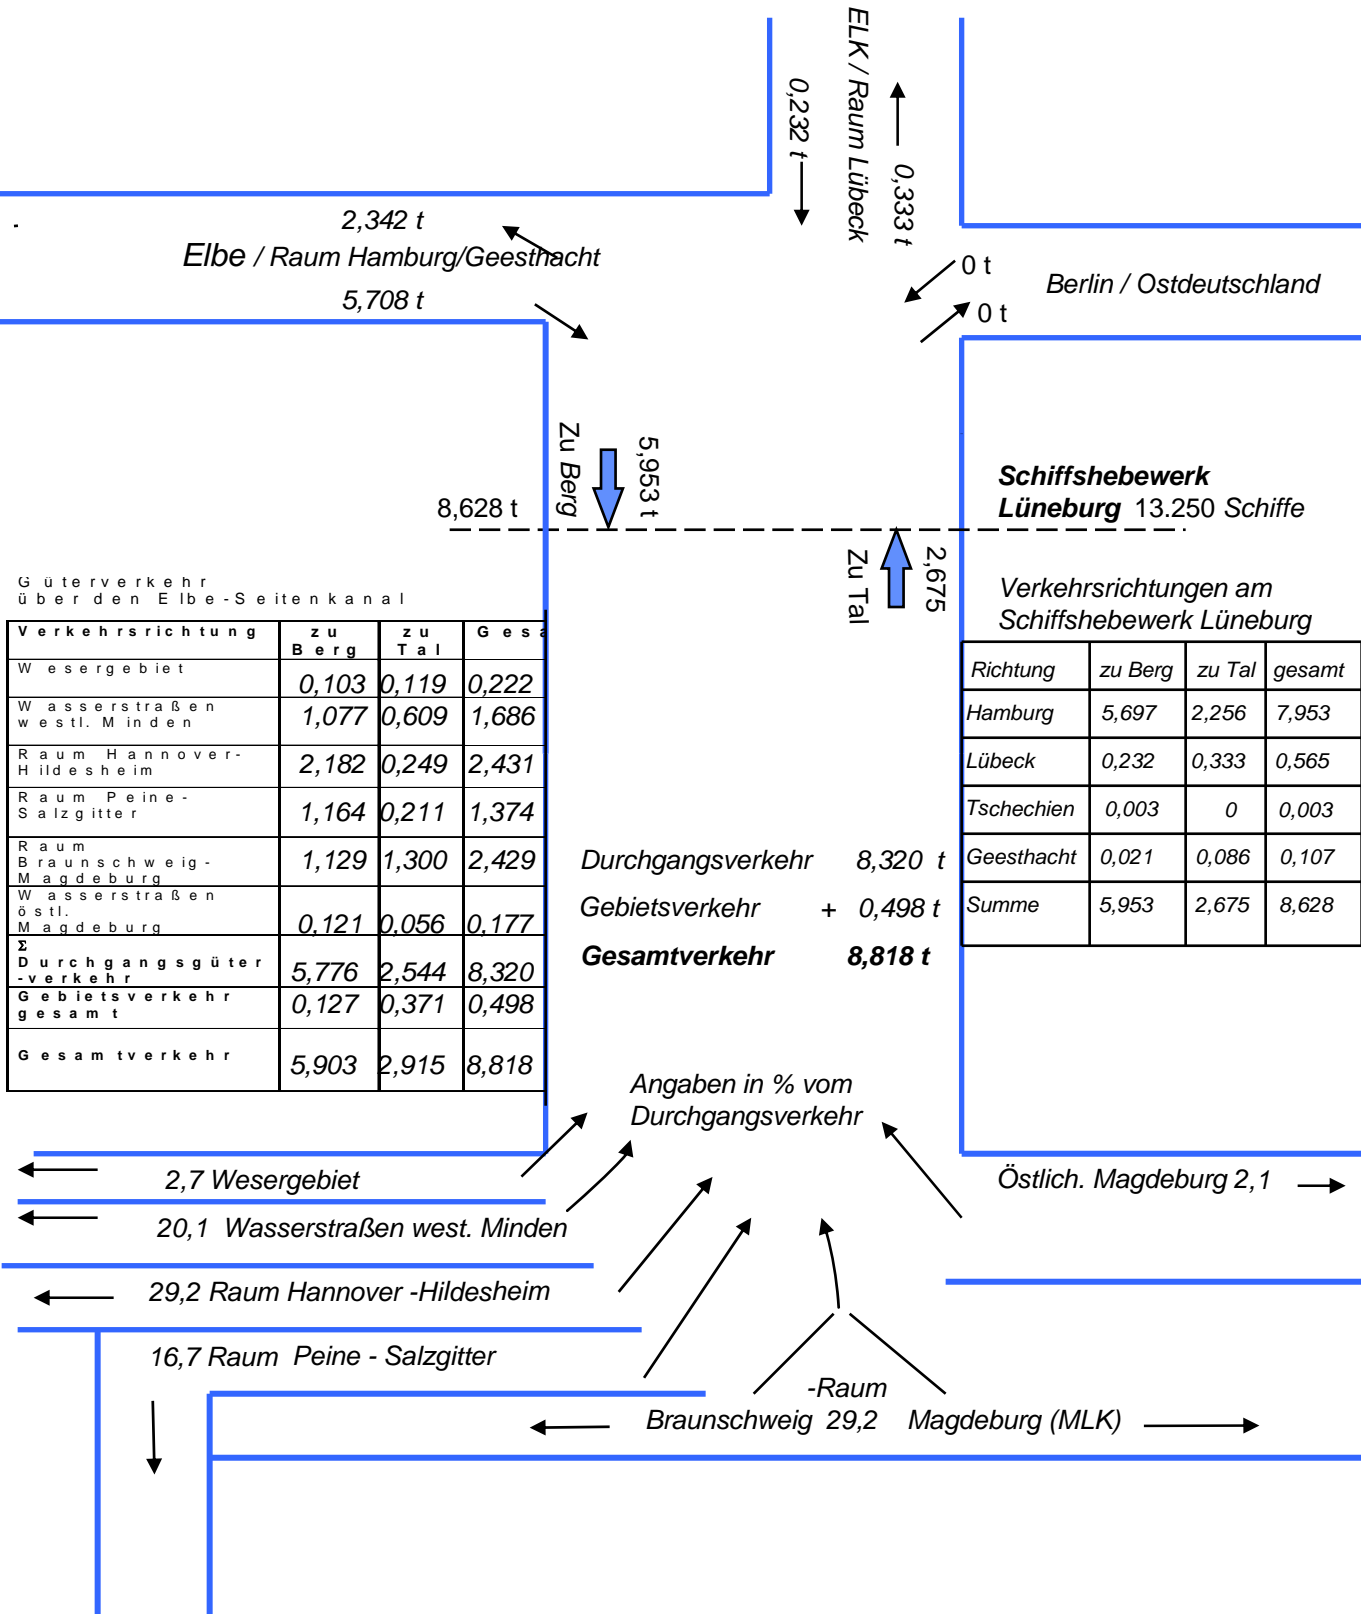 ELK / Raum Lübeck
0,232 t
0,333 t
2,342 t
Elbe / Raum Hamburg/Geesthacht
5,708 t
0 t
0 t
Berlin / Ostdeutschland
Zu Berg
5,953 t
8,628 t
Zu Tal
2,675
Schiffshebewerk
Lüneburg 13.250 Schiffe
Güterverkehr
über den Elbe-Seitenkanal
Verkehrsrichtung zu Berg zu Tal Gesa
Wesergebiet 0,103 0,119 0,222
Wasserstraßen
westl. Minden 1,077 0,609 1,686
Raum Hannover-
Hildesheim 2,182 0,249 2,431
Raum Peine-
Salzgitter 1,164 0,211 1,374
Raum
Braunschweig-
Magdeburg 1,129 1,300 2,429
Wasserstraßen
östl.
Magdeburg 0,121 0,056 0,177
Σ
Durchgangsgüter
-verkehr 5,776 2,544 8,320
Gebietsverkehr
gesamt 0,127 0,371 0,498
Gesamtverkehr 5,903 2,915 8,818
Verkehrsrichtungen am
Schiffshebewerk Lüneburg
Richtung zu Berg zu Tal gesamt
Hamburg 5,697 2,256 7,953
Lübeck 0,232 0,333 0,565
Tschechien 0,003 0 0,003
Geesthacht 0,021 0,086 0,107
Summe 5,953 2,675 8,628
Durchgangsverkehr 8,320 t
Gebietsverkehr + 0,498 t
Gesamtverkehr 8,818 t
Angaben in % vom
Durchgangsverkehr
2,7 Wesergebiet
20,1 Wasserstraßen west. Minden
29,2 Raum Hannover -Hildesheim
16,7 Raum Peine - Salzgitter
Östlich. Magdeburg 2,1
-Raum
Braunschweig 29,2 Magdeburg (MLK)